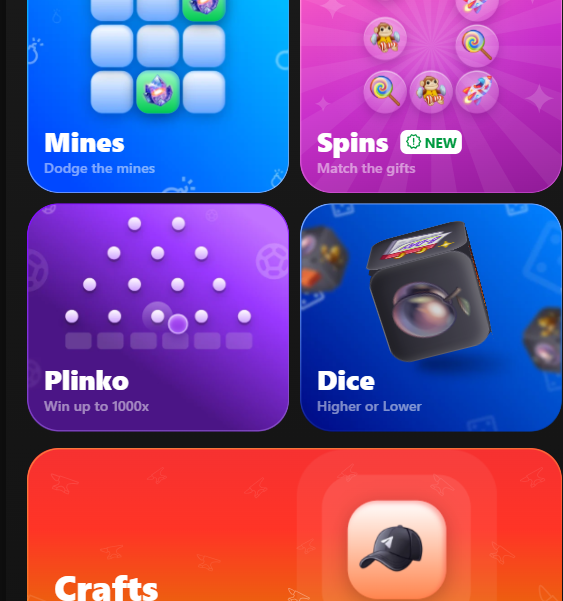 Mines
Dodge the mines
Spins NEW
Match the gifts
Plinko
Win up to 1000x
Dice
Higher or Lower
Crafts